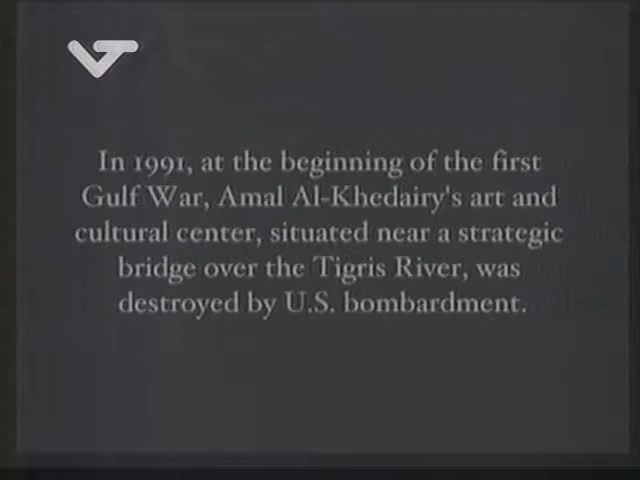 VT
In 1991, at the beginning of the first
Gulf War, Amal Al-Khedairy's art and
cultural center, situated near a strategic
bridge over the Tigris River, was
destroyed by U.S. bombardment.